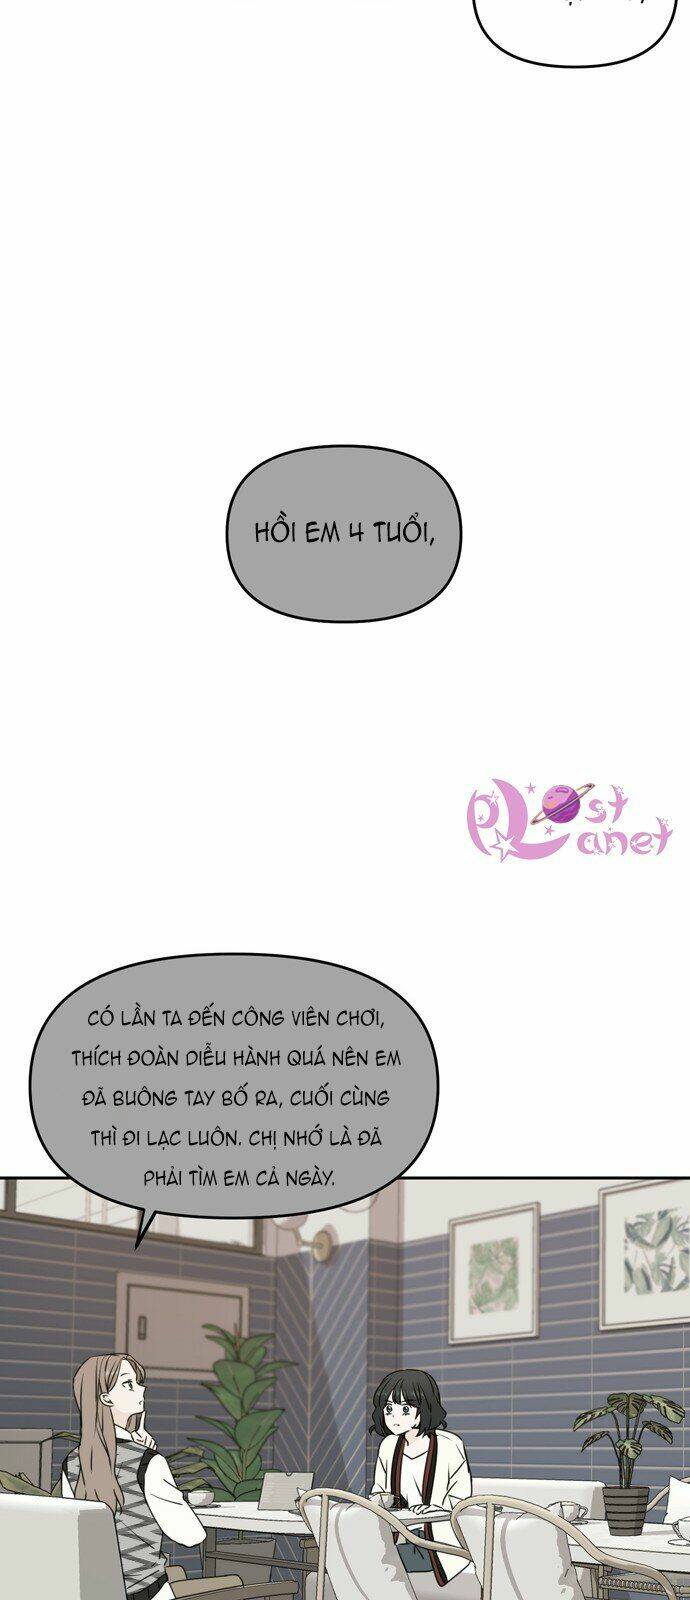 HỒI EM 4 TUỔI,
Lost
Planet
CÓ LẦN TA ĐẾN CÔNG VIÊN CHƠI,
THÍCH ĐOÀN DIỄU HÀNH QUÁ NÊN EM
ĐÃ BUÔNG TAY BỐ RA, CUỐI CÙNG
THÌ ĐI LẠC LUÔN. CHỊ NHỚ LÀ ĐÃ
PHẢI TÌM EM CẢ NGÀY.